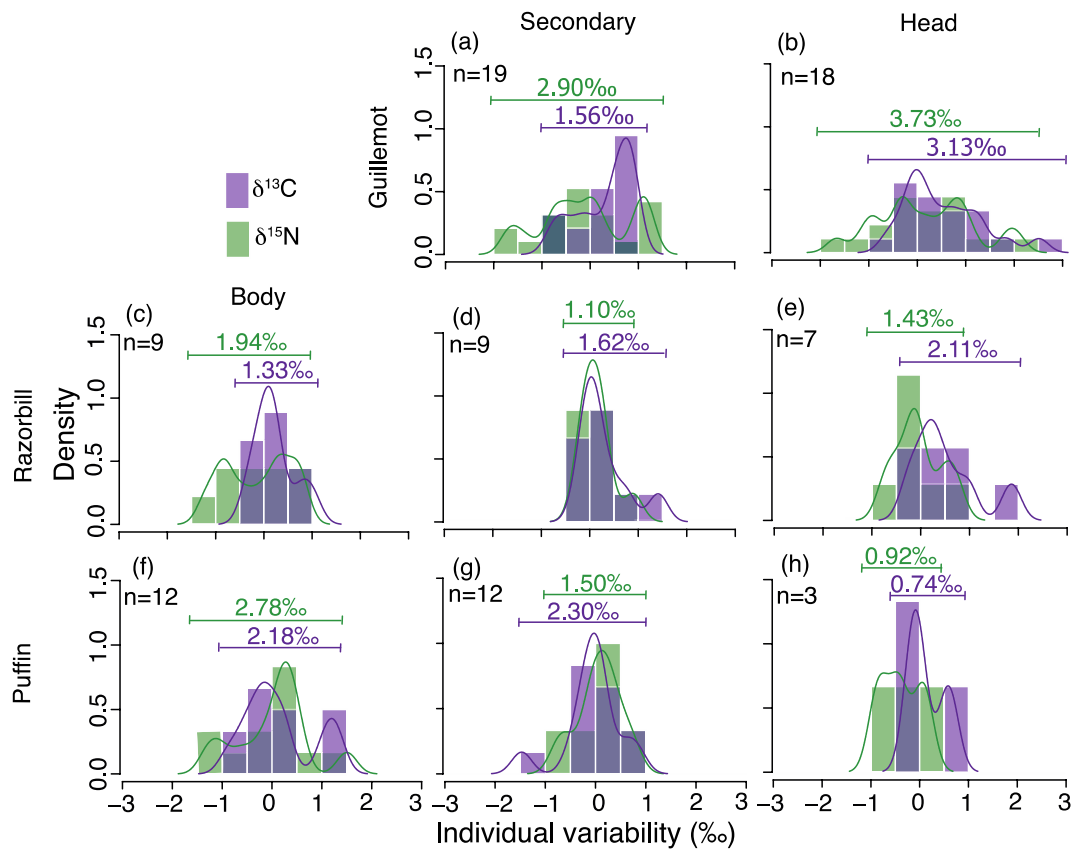 Secondary
Head
(a)
(b)
n=19
n=18
2.90‰
1.56‰
3.73‰
3.13‰
Guillemot
1.5
1.0
0.5
0.0
δ¹³C
δ¹⁵N
Body
(c)
(d)
(e)
n=9
n=9
n=7
1.94‰
1.33‰
1.10‰
1.62‰
1.43‰
2.11‰
Razorbill
Density
1.5
1.0
0.5
0.0
(f)
(g)
(h)
n=12
n=12
n=3
2.78‰
2.18‰
1.50‰
2.30‰
0.92‰
0.74‰
Puffin
1.5
1.0
0.5
0.0
−3 −2 −1 0 1 2 3
−3 −2 −1 0 1 2 3
−3 −2 −1 0 1 2 3
Individual variability (‰)